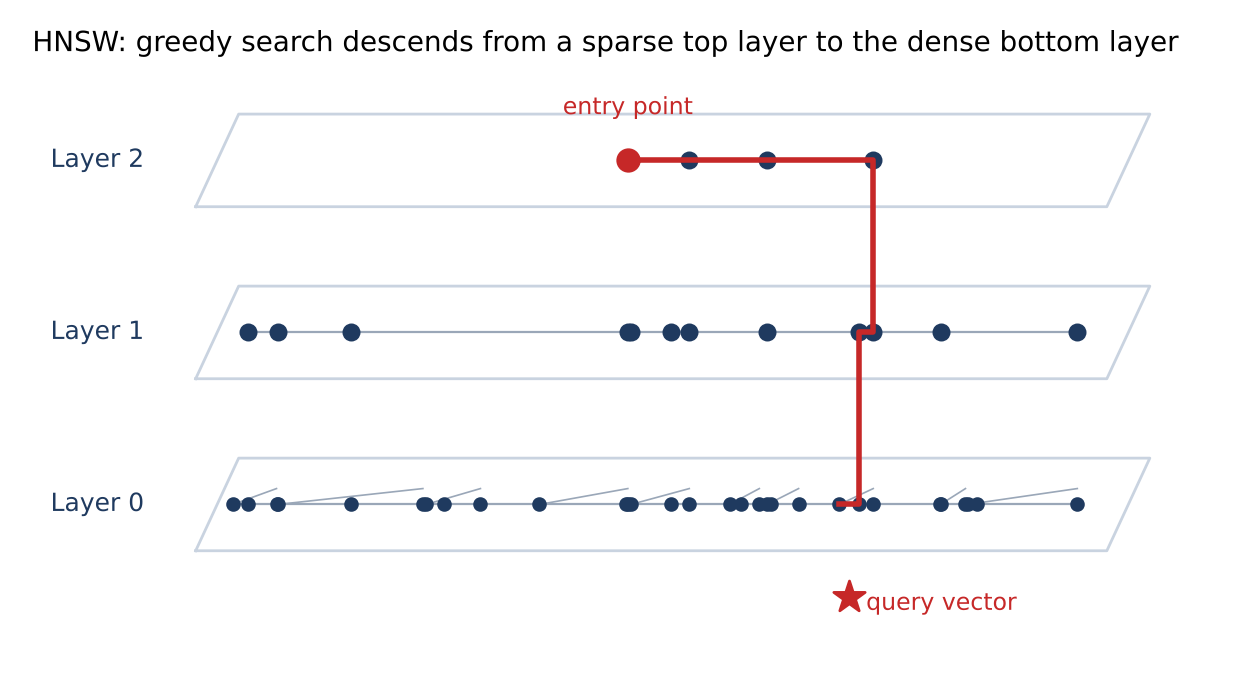 HNSW: greedy search descends from a sparse top layer to the dense bottom layer
entry point
Layer 2
Layer 1
Layer 0
query vector